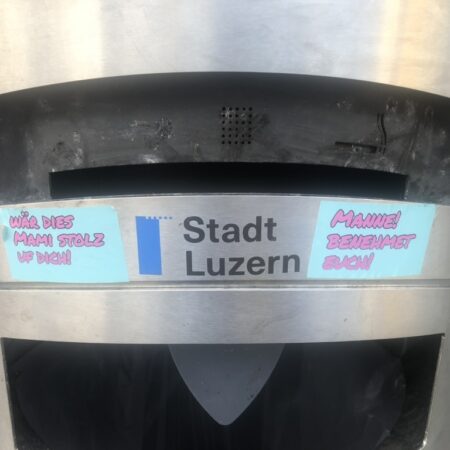 WÄR DIES
MAMI STOLZ
UF DICH!
Stadt
Luzern
MANNE!
BENEHMET
EUCH!